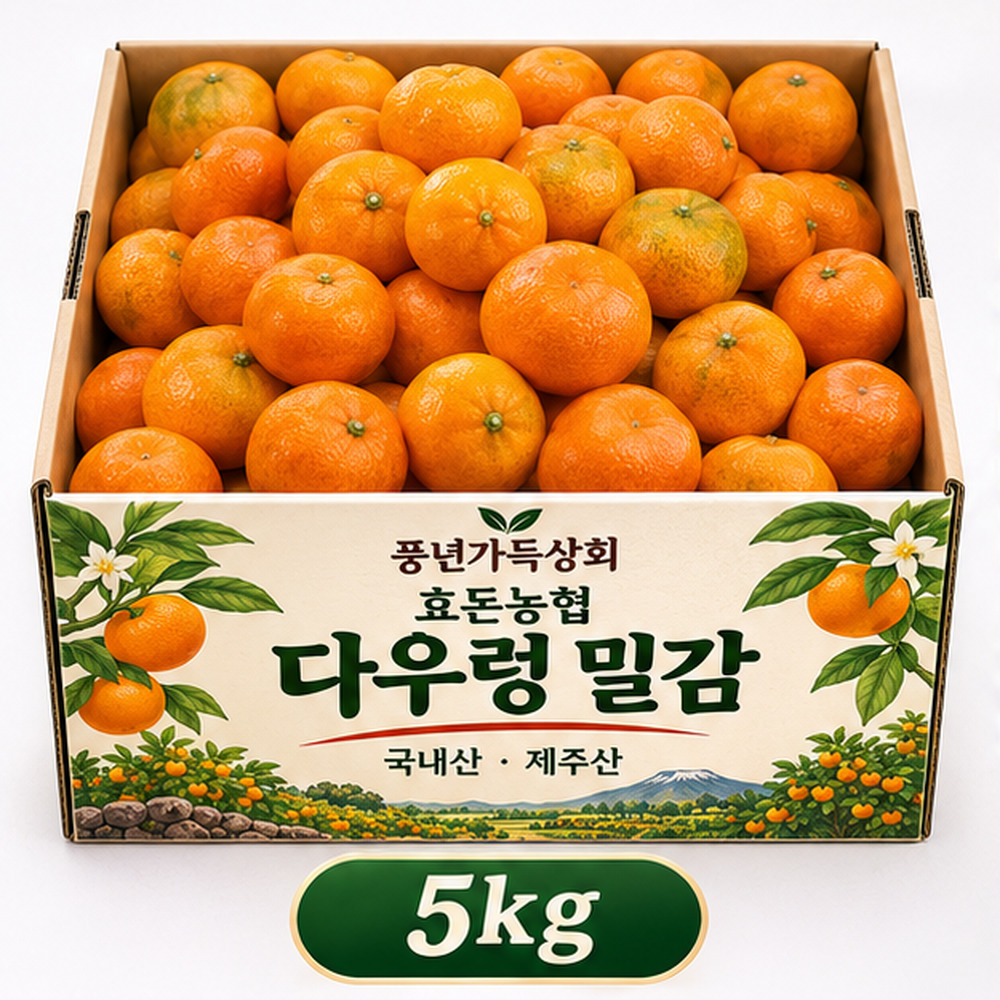 풍년가득상회
효돈농협
다우렁 밀감
국내산 · 제주산
5kg